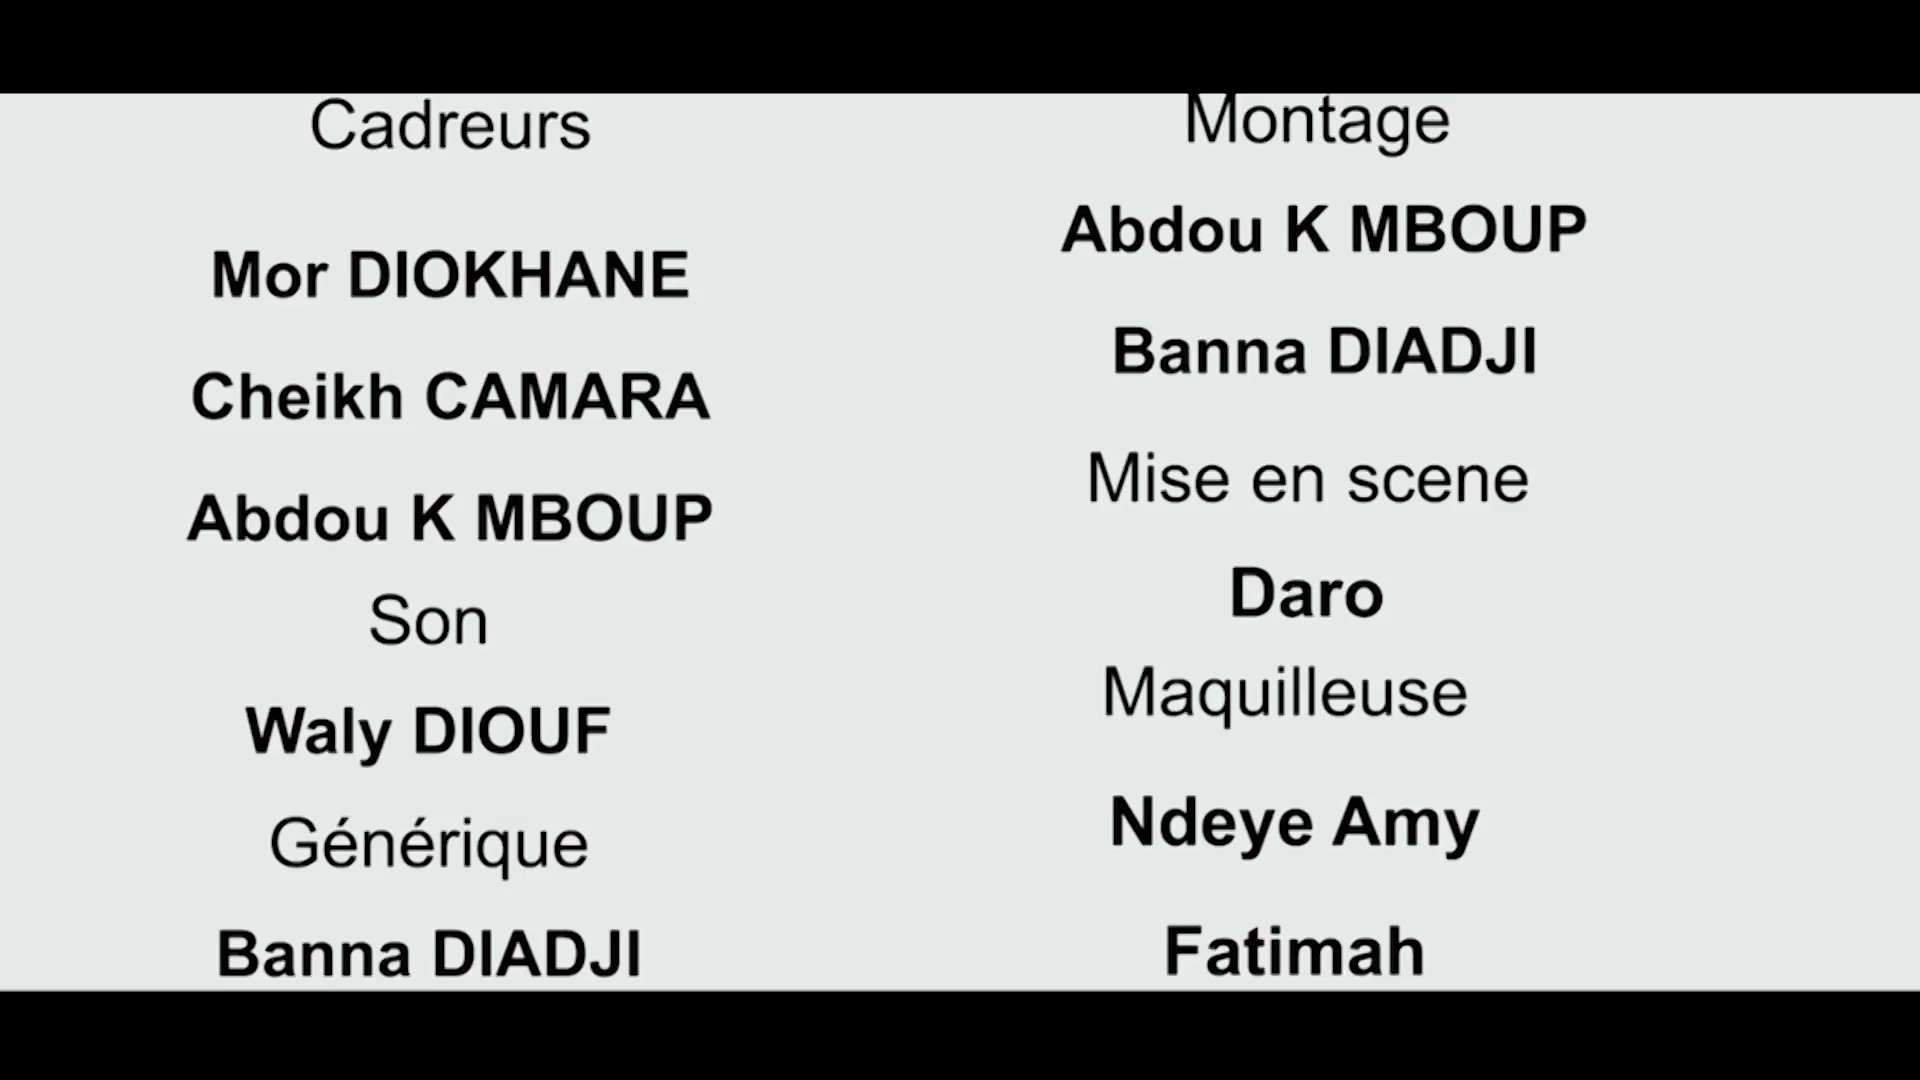 Cadreurs
Mor DIOKHANE
Cheikh CAMARA
Abdou K MBOUP
Son
Waly DIOUF
Générique
Banna DIADJI
Montage
Abdou K MBOUP
Banna DIADJI
Mise en scene
Daro
Maquilleuse
Ndeye Amy
Fatimah